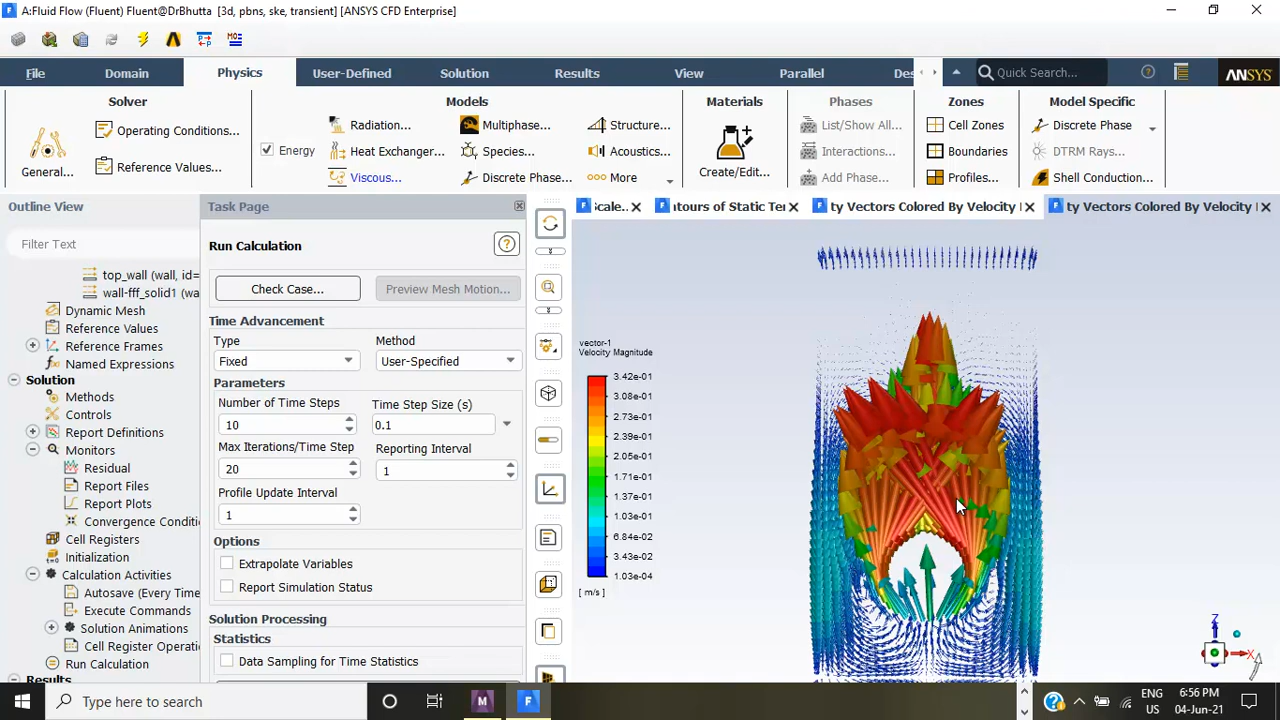 A:Fluid Flow (Fluent) Fluent@DrBhutta [3d, pbns, ske, transient] [ANSYS CFD Enterprise]
File Domain Physics User-Defined Solution Results View Parallel De: Quick Search... ANSYS
Solver Models Materials Phases Zones Model Specific
Operating Conditions... Radiation... Multiphase... Structure... List/Show All... Cell Zones Discrete Phase
Energy Heat Exchanger... Species... Acoustics... Interactions... Boundaries DTRM Rays...
General... Reference Values... Viscous... Discrete Phase... More Create/Edit... Add Phase... Profiles... Shell Conduction...
Outline View
Filter Text
top_wall (wall, id=
wall-fff_solid1 (wa
Dynamic Mesh
Reference Values
Reference Frames
Named Expressions
Solution
Methods
Controls
Report Definitions
Monitors
Residual
Report Files
Report Plots
Convergence Conditi
Cell Registers
Initialization
Calculation Activities
Autosave (Every Time
Execute Commands
Solution Animations
Cell Register Operati
Run Calculation
Results
Task Page
Run Calculation
Check Case... Preview Mesh Motion...
Time Advancement
Type Method
Fixed User-Specified
Parameters
Number of Time Steps Time Step Size (s)
10 0.1
Max Iterations/Time Step Reporting Interval
20 1
Profile Update Interval
1
Options
Extrapolate Variables
Report Simulation Status
Solution Processing
Statistics
Data Sampling for Time Statistics
Scale... ntours of Static Ter ty Vectors Colored By Velocity ty Vectors Colored By Velocity
vector-1
Velocity Magnitude
3.42e-01
3.08e-01
2.73e-01
2.39e-01
2.05e-01
1.71e-01
1.37e-01
1.03e-01
6.84e-02
3.43e-02
1.03e-04
[ m/s ]
Z
X
Type here to search
M F
ENG
US
6:56 PM
04-Jun-21